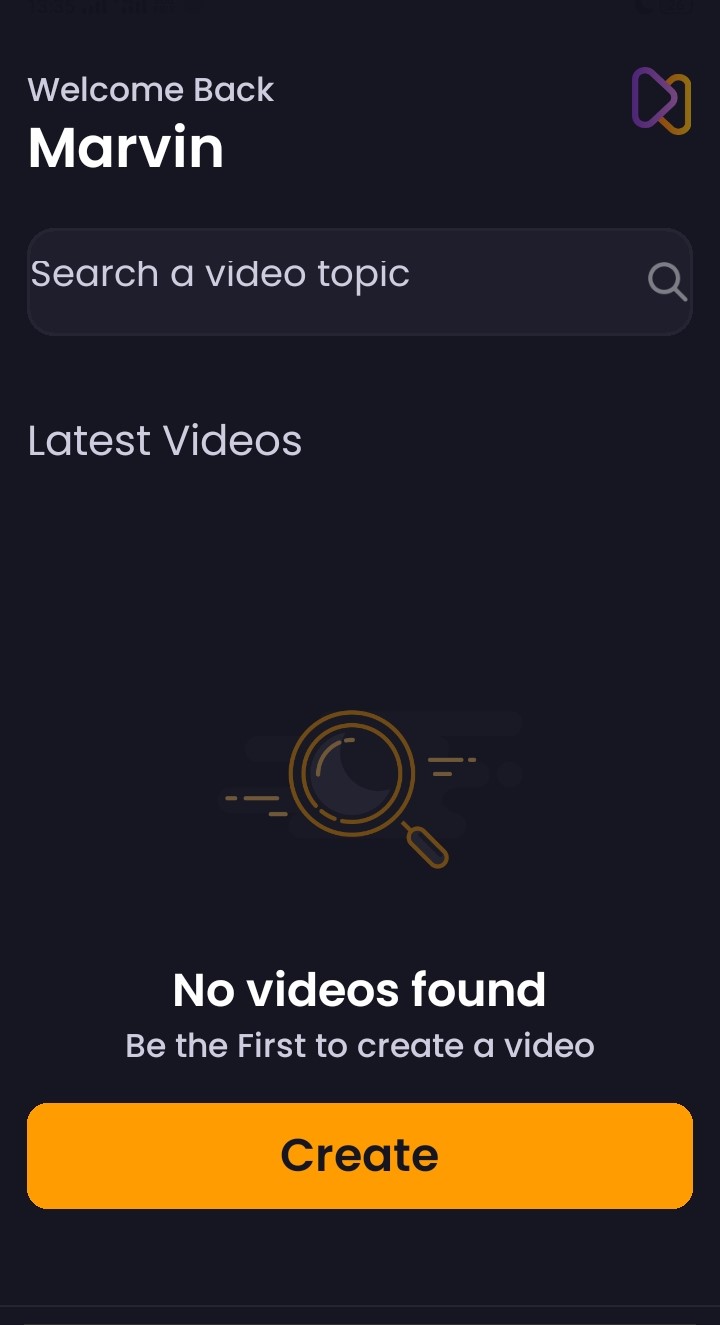 Welcome Back
Marvin
Search a video topic
Latest Videos
No videos found
Be the First to create a video
Create